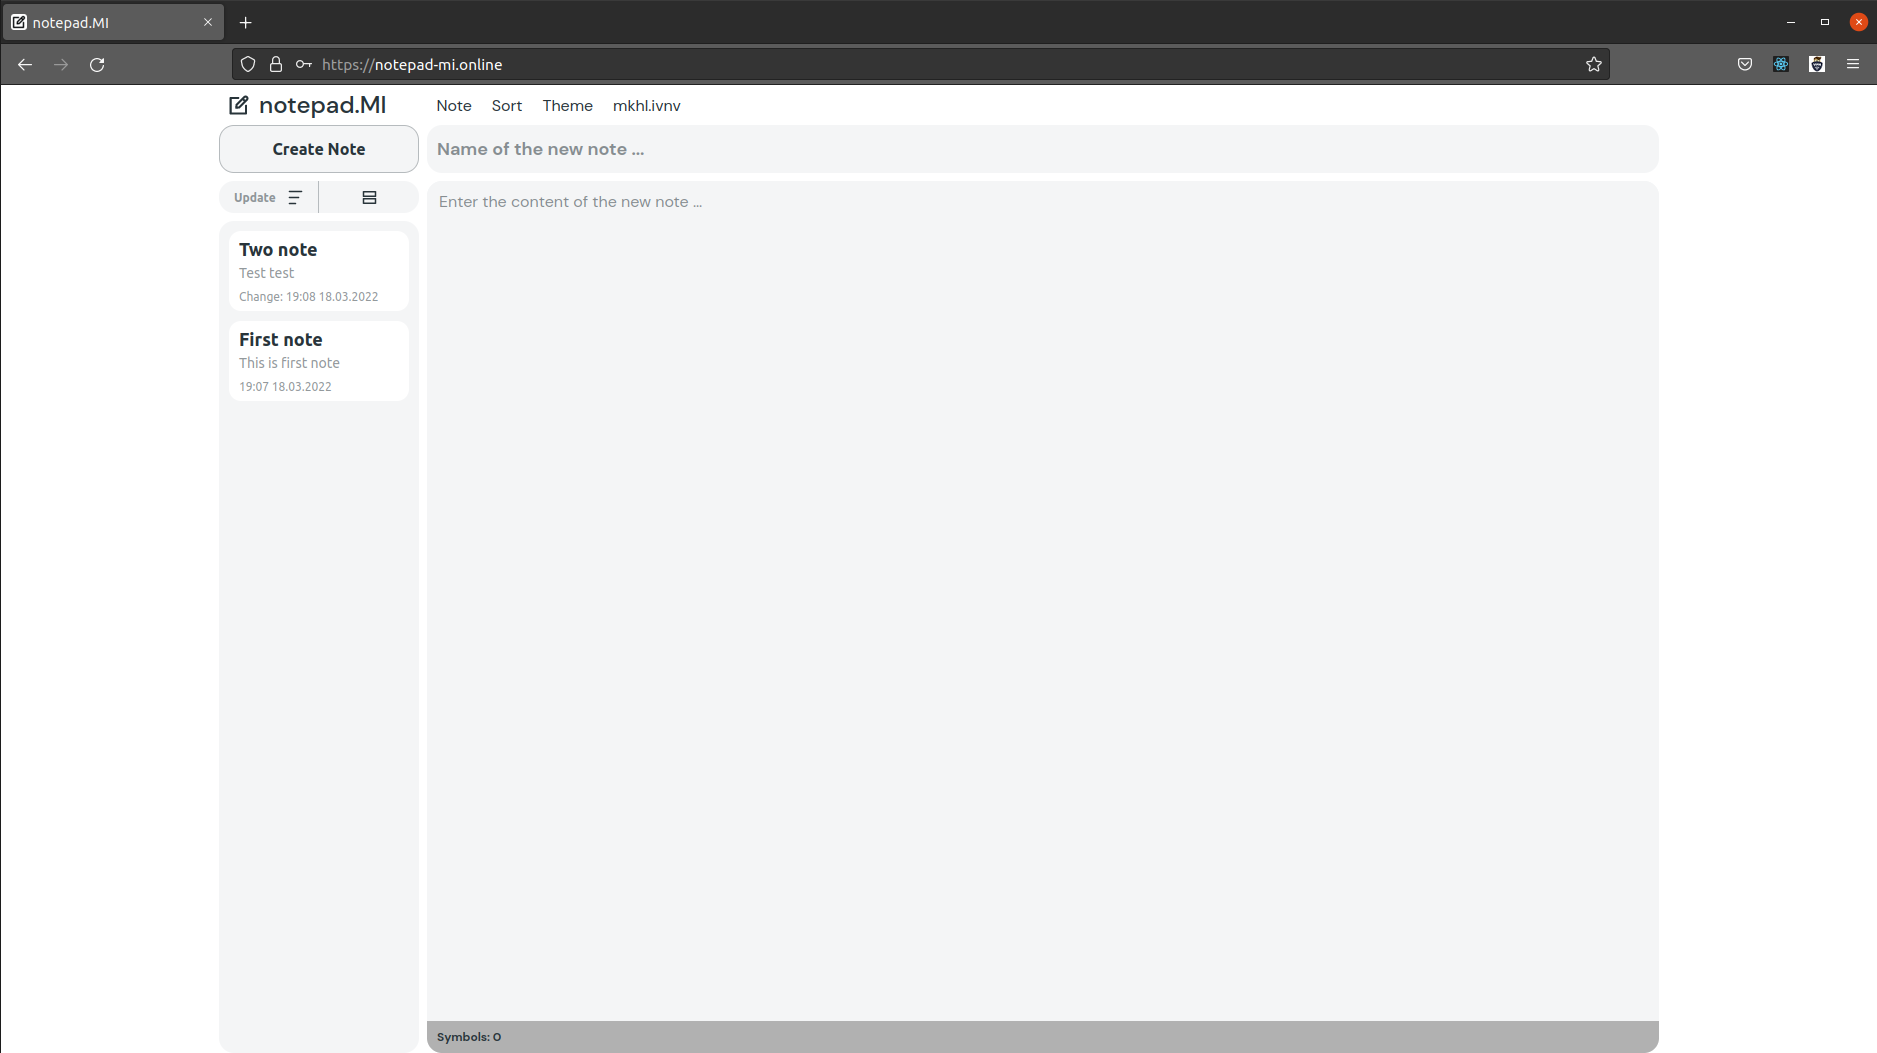 notepad.MI
https://notepad-mi.online
notepad.MI Note Sort Theme mkhl.ivnv
Create Note
Name of the new note ...
Update
Enter the content of the new note ...
Two note
Test test
Change: 19:08 18.03.2022
First note
This is first note
19:07 18.03.2022
Symbols: 0